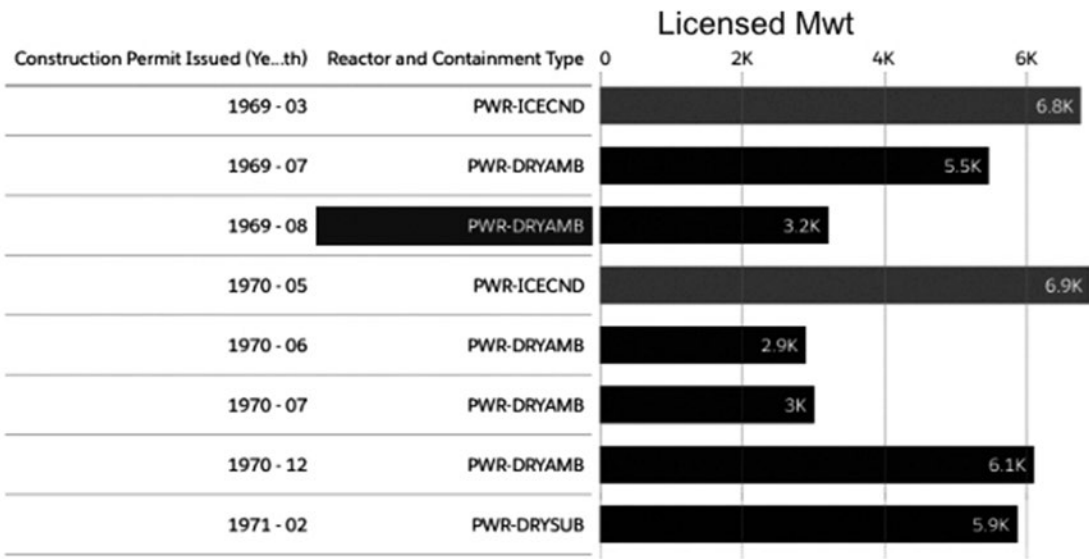 Licensed Mwt
Construction Permit Issued (Ye...th) Reactor and Containment Type 0 2K 4K 6K
1969 - 03 PWR-ICECND 6.8K
1969 - 07 PWR-DRYAMB 5.5K
1969 - 08 PWR-DRYAMB 3.2K
1970 - 05 PWR-ICECND 6.9K
1970 - 06 PWR-DRYAMB 2.9K
1970 - 07 PWR-DRYAMB 3K
1970 - 12 PWR-DRYAMB 6.1K
1971 - 02 PWR-DRYSUB 5.9K